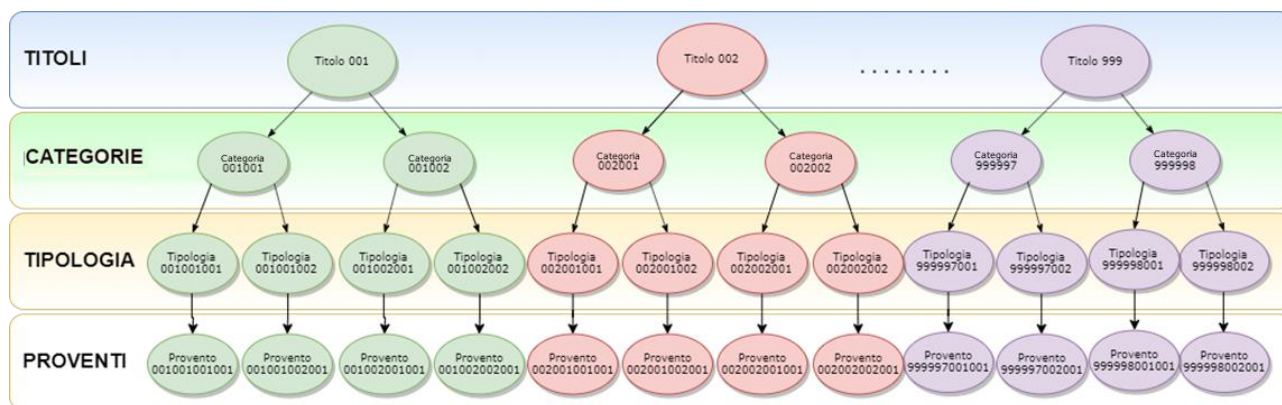 TITOLI
Titolo 001
Titolo 002
. . . . . . . .
Titolo 999
CATEGORIE
Categoria
001001
Categoria
001002
Categoria
002001
Categoria
002002
Categoria
999997
Categoria
999998
TIPOLOGIA
Tipologia
001001001
Tipologia
001001002
Tipologia
001002001
Tipologia
001002002
Tipologia
002001001
Tipologia
002001002
Tipologia
002002001
Tipologia
002002002
Tipologia
999997001
Tipologia
999997002
Tipologia
999998001
Tipologia
999998002
PROVENTI
Provento
001001001001
Provento
001001002001
Provento
001002001001
Provento
001002002001
Provento
002001001001
Provento
002001002001
Provento
002002001001
Provento
002002002001
Provento
999997001001
Provento
999997002001
Provento
999998001001
Provento
999998002001